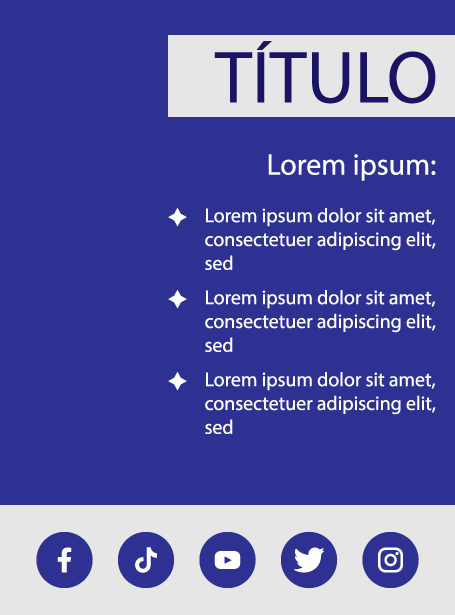 TÍTULO
Lorem ipsum:
Lorem ipsum dolor sit amet,
consectetuer adipiscing elit,
sed
Lorem ipsum dolor sit amet,
consectetuer adipiscing elit,
sed
Lorem ipsum dolor sit amet,
consectetuer adipiscing elit,
sed